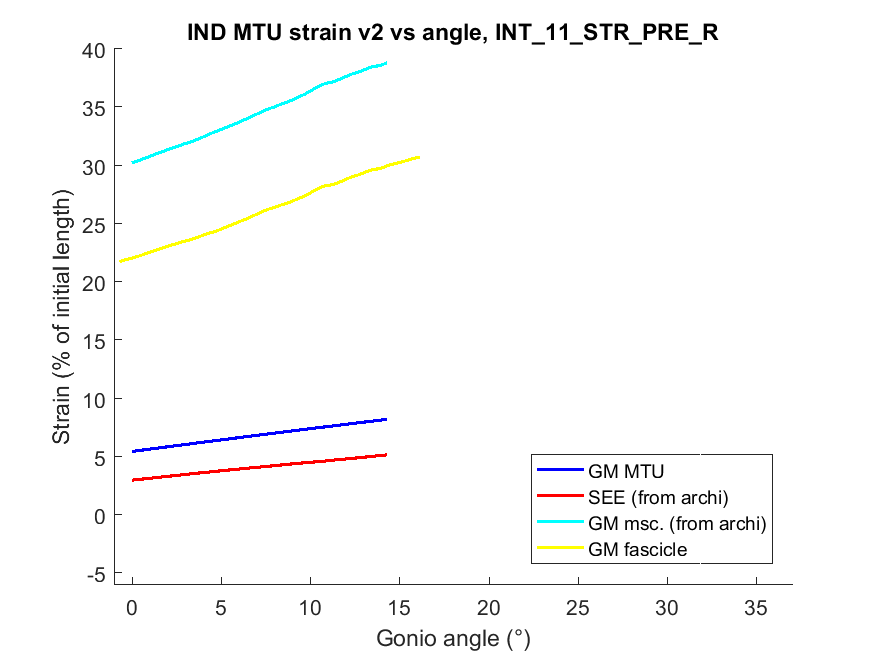 IND MTU strain v2 vs angle, INT_11_STR_PRE_R
40
35
30
25
20
15
10
5
0
-5
Strain (% of initial length)
GM MTU
SEE (from archi)
GM msc. (from archi)
GM fascicle
0 5 10 15 20 25 30 35
Gonio angle (°)